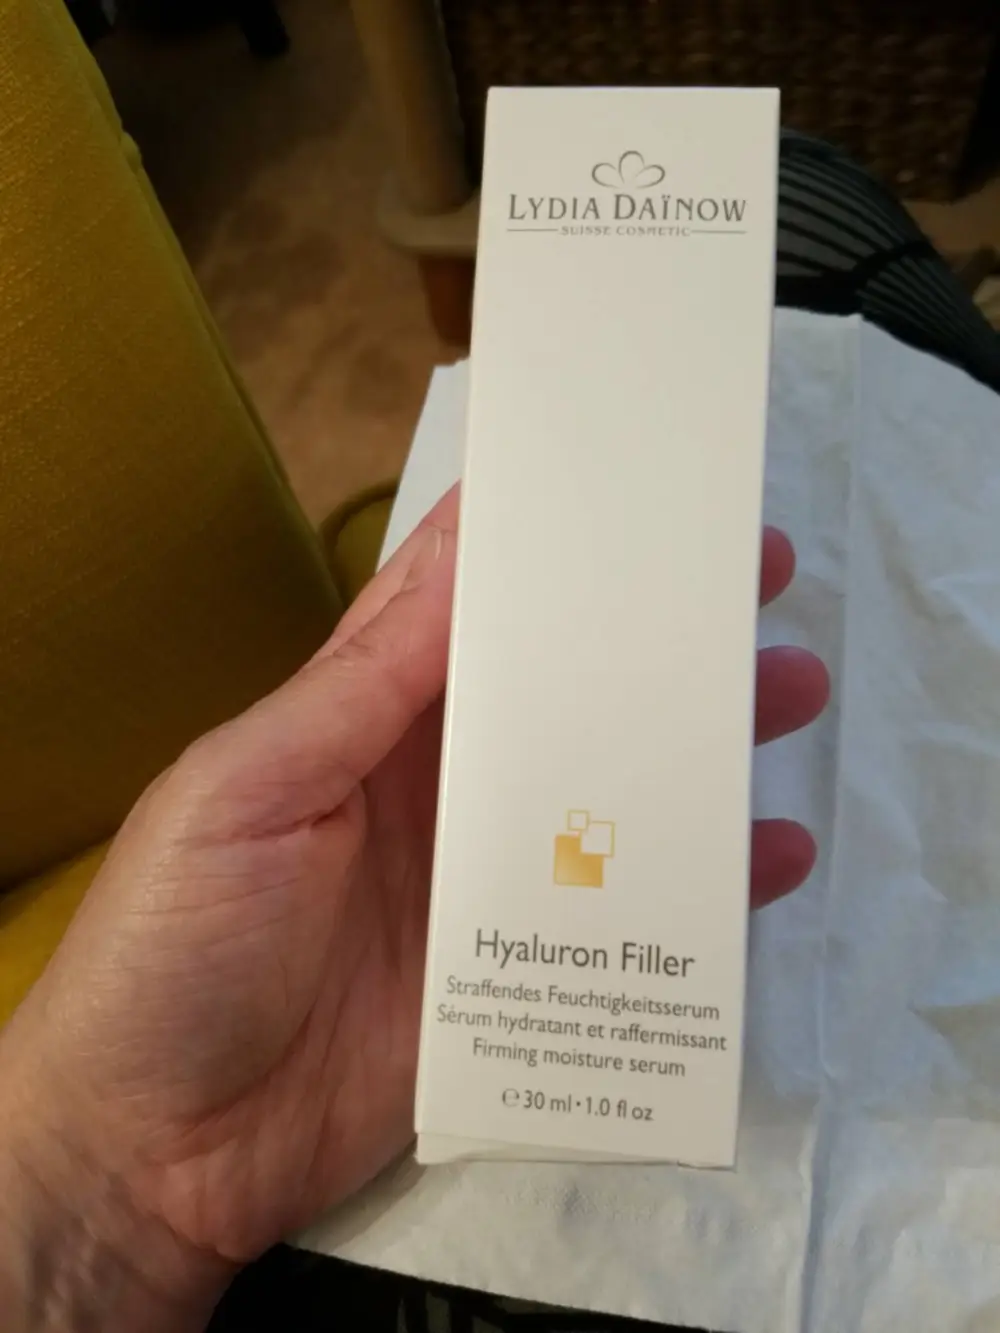 LYDIA DAÏNOW
SUISSE COSMETIC
Hyaluron Filler
Straffendes Feuchtigkeitsserum
Sérum hydratant et raffermissant
Firming moisture serum
℮ 30 ml • 1.0 fl oz